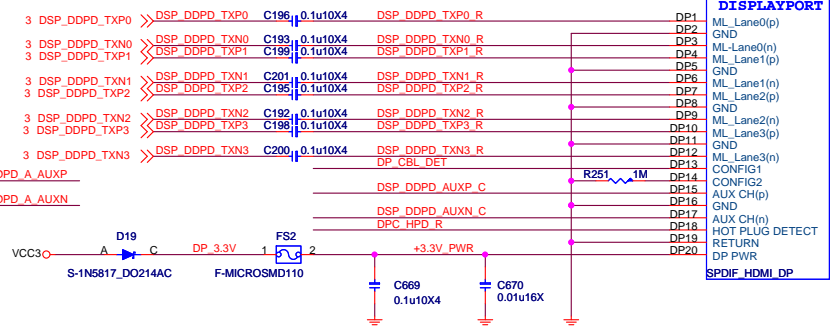 DISPLAYPORT
3 DSP_DDPD_TXP0 DSP_DDPD_TXP0 C196 0.1u10X4 DSP_DDPD_TXP0_R DP1 ML_Lane0(p)
DP2 GND
3 DSP_DDPD_TXN0 DSP_DDPD_TXN0 C193 0.1u10X4 DSP_DDPD_TXN0_R DP3 ML-Lane0(n)
3 DSP_DDPD_TXP1 DSP_DDPD_TXP1 C199 0.1u10X4 DSP_DDPD_TXP1_R DP4 ML_Lane1(p)
DP5 GND
3 DSP_DDPD_TXN1 DSP_DDPD_TXN1 C201 0.1u10X4 DSP_DDPD_TXN1_R DP6 ML_Lane1(n)
3 DSP_DDPD_TXP2 DSP_DDPD_TXP2 C195 0.1u10X4 DSP_DDPD_TXP2_R DP7 ML_Lane2(p)
DP8 GND
3 DSP_DDPD_TXN2 DSP_DDPD_TXN2 C192 0.1u10X4 DSP_DDPD_TXN2_R DP9 ML_Lane2(n)
3 DSP_DDPD_TXP3 DSP_DDPD_TXP3 C198 0.1u10X4 DSP_DDPD_TXP3_R DP10 ML_Lane3(p)
DP11 GND
3 DSP_DDPD_TXN3 DSP_DDPD_TXN3 C200 0.1u10X4 DSP_DDPD_TXN3_R DP12 ML_Lane3(n)
DP_CBL_DET DP13 CONFIG1
DPD_A_AUXP R251 1M DP14 CONFIG2
DSP_DDPD_AUXP_C DP15 AUX CH(p)
DPD_A_AUXN DP16 GND
DSP_DDPD_AUXN_C DP17 AUX CH(n)
DPC_HPD_R DP18 HOT PLUG DETECT
DP19 RETURN
VCC3 A D19 C DP_3.3V 1 FS2 2 +3.3V_PWR DP20 DP PWR
S-1N5817_DO214AC F-MICROSMD110 SPDIF_HDMI_DP
C669 C670
0.1u10X4 0.01u16X